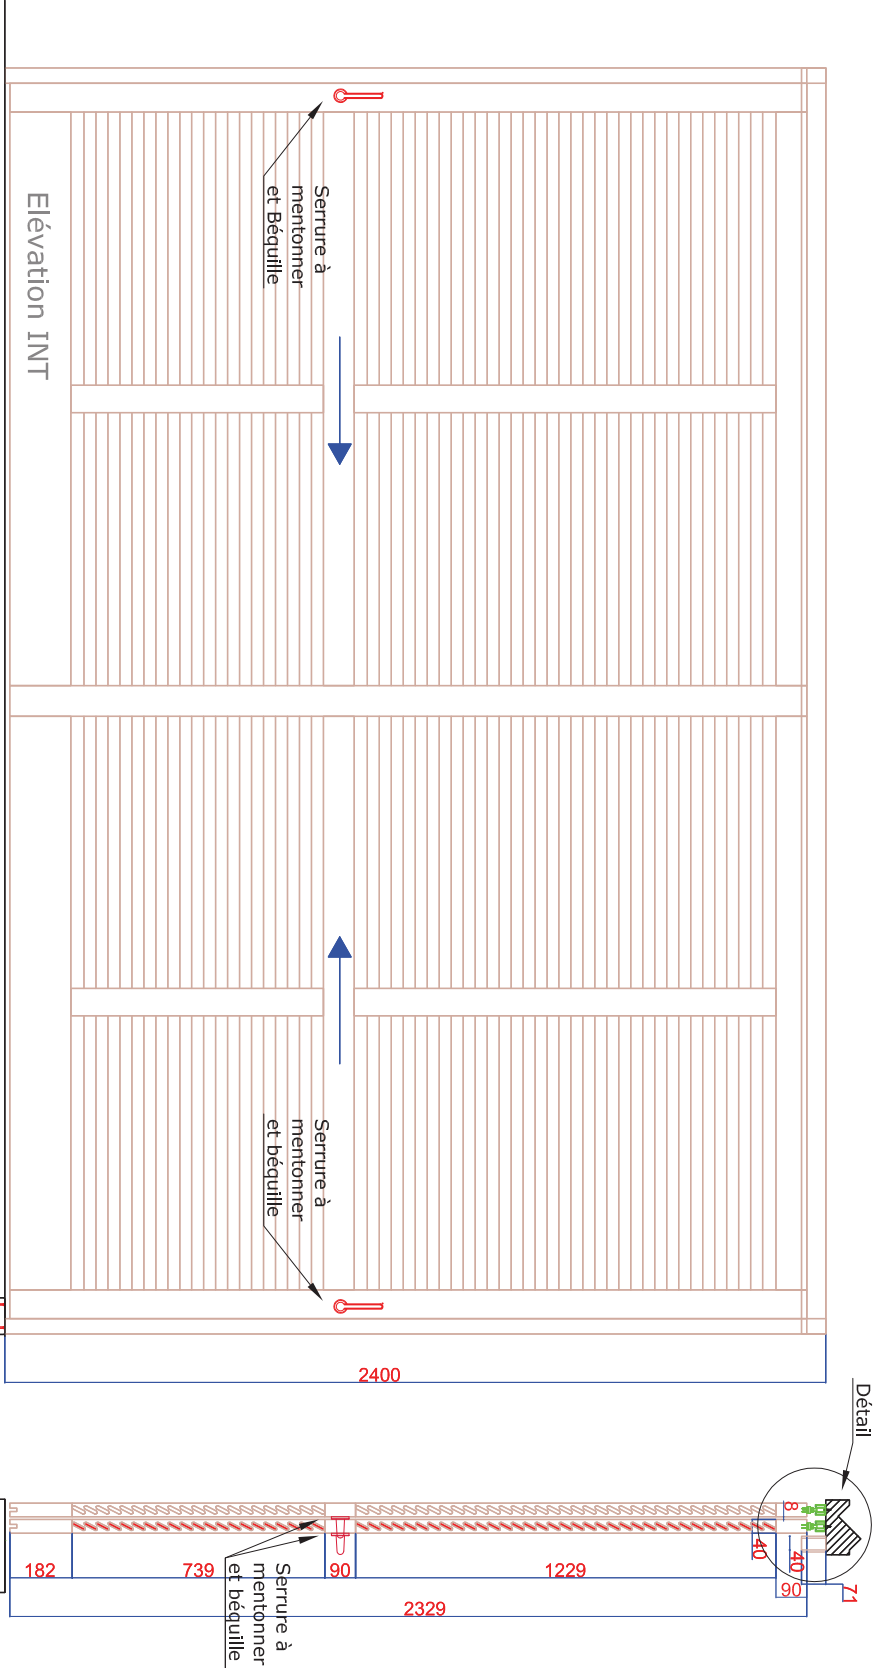 Serrure à
mentonner
et Béquille
Elévation INT
Serrure à
mentonner
et béquille
2400
Détail
8
40
40
71
182
739
90
1229
90
2329
Serrure à
mentonner
et béquille